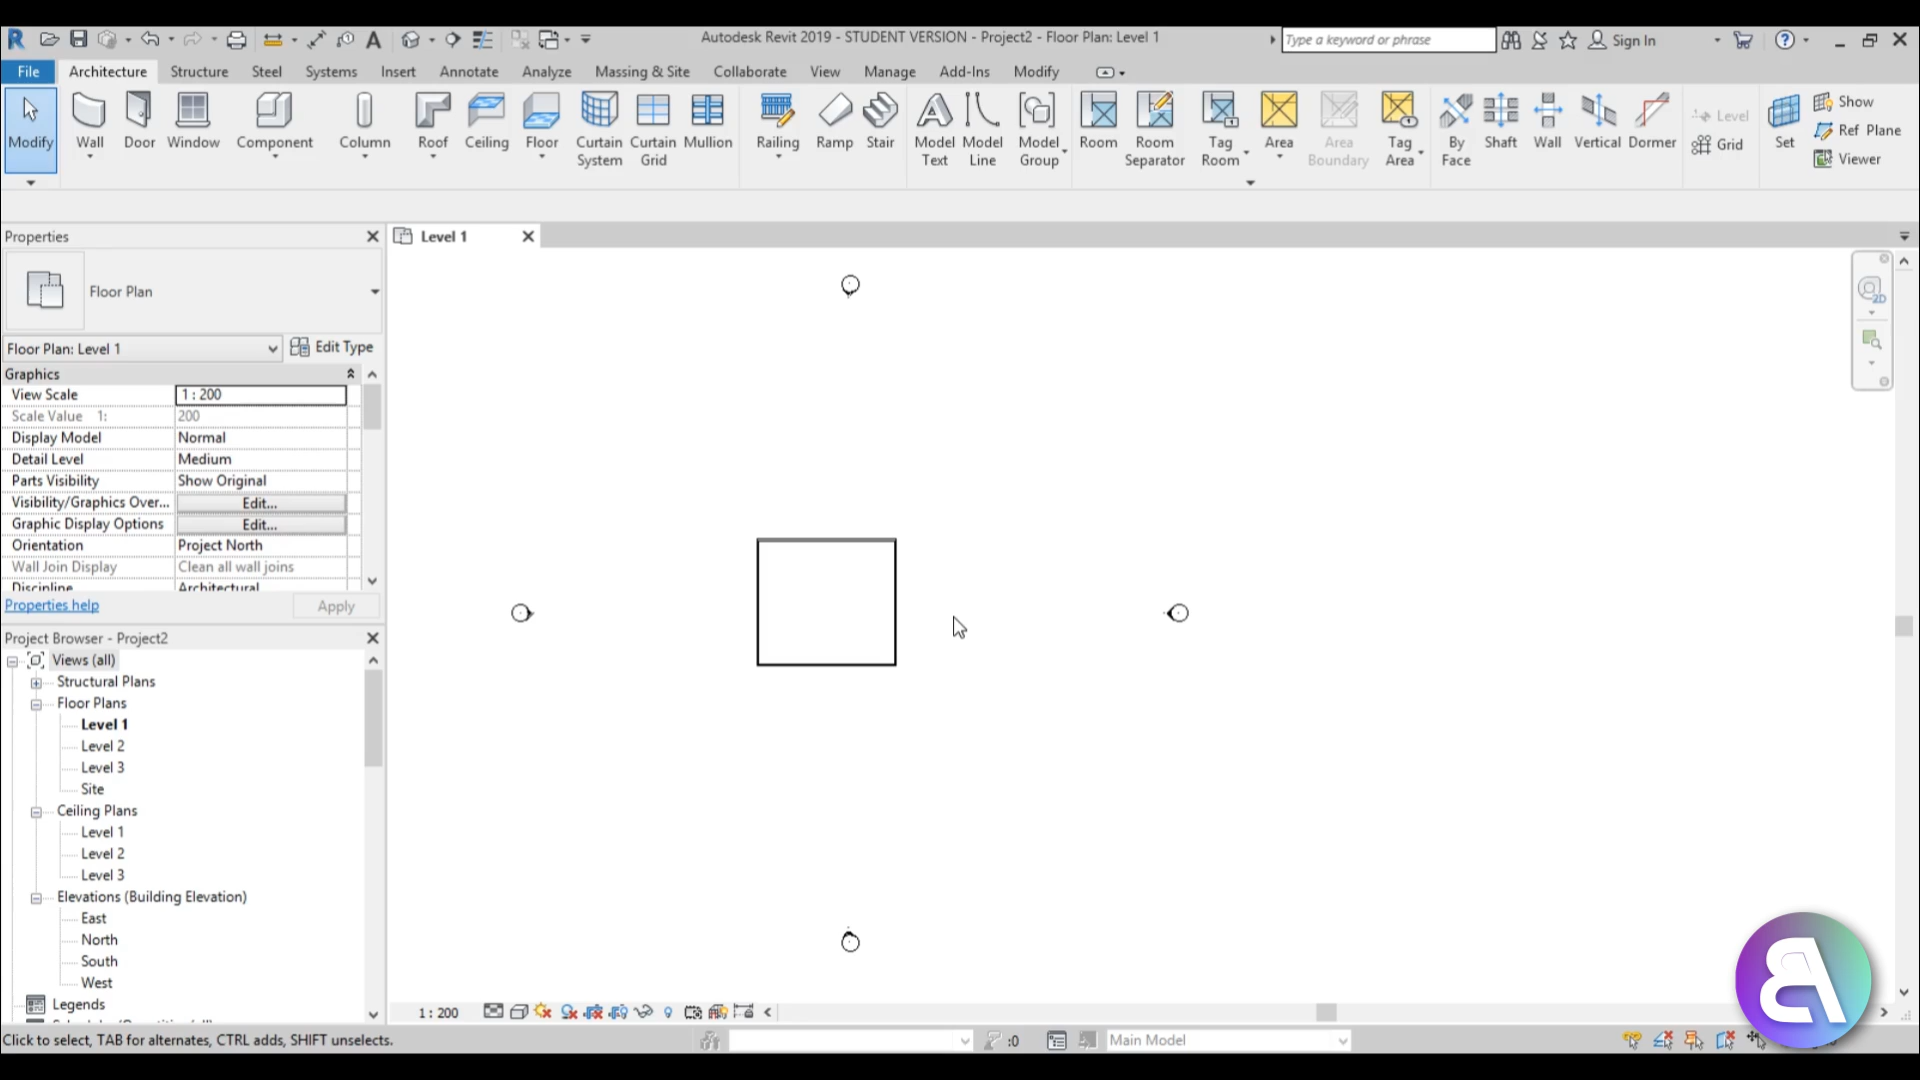 Autodesk Revit 2019 - STUDENT VERSION - Project2 - Floor Plan: Level 1
Type a keyword or phrase
Sign In
File Architecture Structure Steel Systems Insert Annotate Analyze Massing & Site Collaborate View Manage Add-Ins Modify
Modify
Wall
Door
Window
Component
Column
Roof
Ceiling
Floor
Curtain System
Curtain Grid
Mullion
Railing
Ramp
Stair
Model Text
Model Line
Model Group
Room
Room Separator
Tag Room
Area
Area Boundary
Tag Area
By Face
Shaft
Wall
Vertical
Dormer
Level
Grid
Set
Show
Ref Plane
Viewer
Properties
Level 1
Floor Plan
Floor Plan: Level 1
Edit Type
Graphics
View Scale 1 : 200
Scale Value 1: 200
Display Model Normal
Detail Level Medium
Parts Visibility Show Original
Visibility/Graphics Over... Edit...
Graphic Display Options Edit...
Orientation Project North
Wall Join Display Clean all wall joins
Discipline Architectural
Properties help
Apply
Project Browser - Project2
Views (all)
Structural Plans
Floor Plans
Level 1
Level 2
Level 3
Site
Ceiling Plans
Level 1
Level 2
Level 3
Elevations (Building Elevation)
East
North
South
West
Legends
2D
1 : 200
Click to select, TAB for alternates, CTRL adds, SHIFT unselects.
:0
Main Model